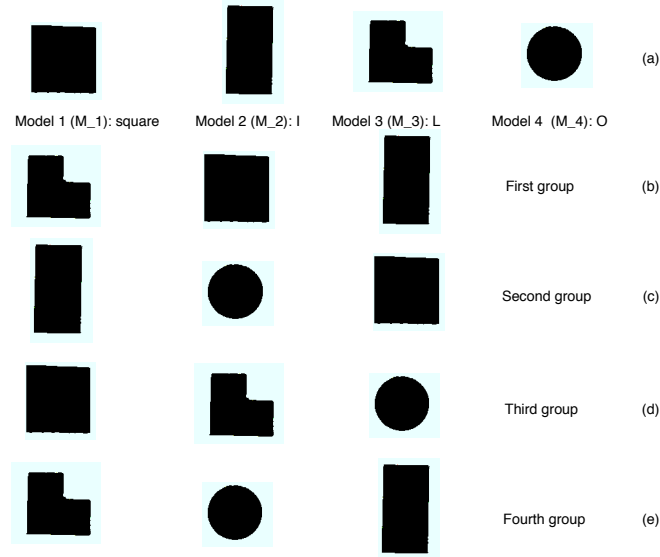 (a)
Model 1 (M_1): square Model 2 (M_2): I Model 3 (M_3): L Model 4 (M_4): O
First group (b)
Second group (c)
Third group (d)
Fourth group (e)